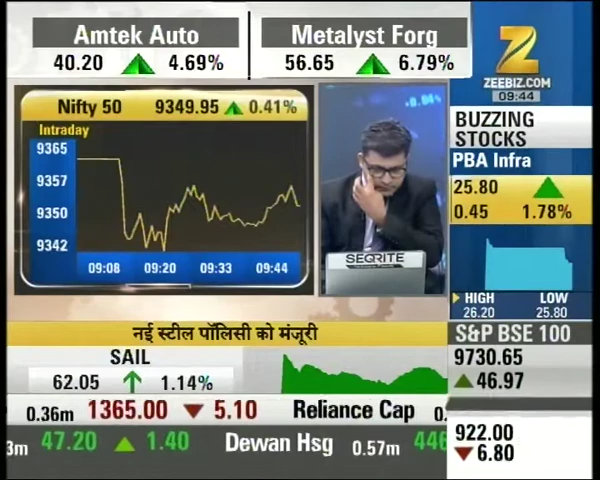 Amtek Auto
40.20 4.69%
Metalyst Forg
56.65 6.79%
ZEEBIZ.COM
09:44
Nifty 50 9349.95 0.41%
Intraday
9365
9357
9350
9342
09:08 09:20 09:33 09:44
SEQRITE
BUZZING
STOCKS
PBA Infra
25.80
0.45 1.78%
HIGH LOW
26.20 25.80
नई स्टील पॉलिसी को मंजूरी
SAIL
62.05 1.14%
S&P BSE 100
9730.65
46.97
0.36m 1365.00 5.10 Reliance Cap 0.
3m 47.20 1.40 Dewan Hsg 0.57m 446
922.00
6.80